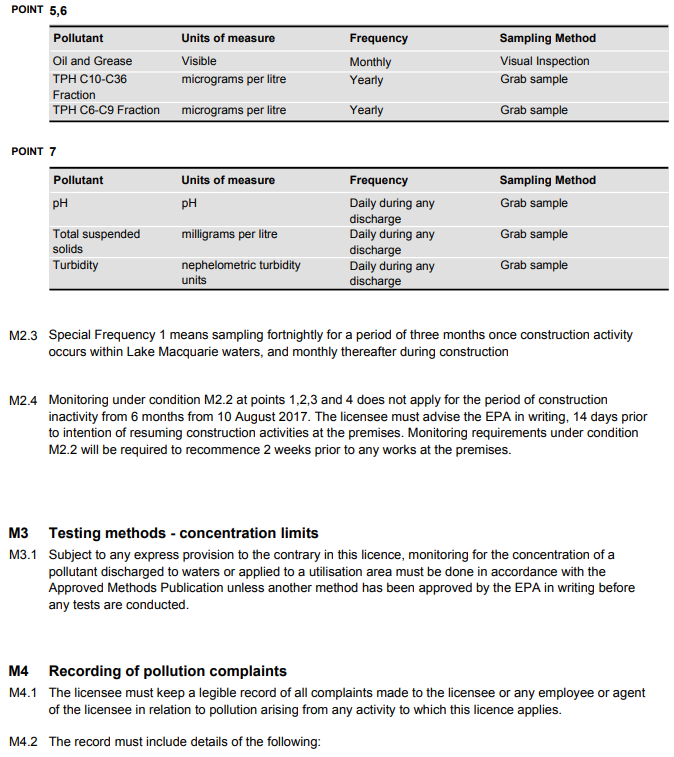 POINT 5,6
Pollutant Units of measure Frequency Sampling Method
Oil and Grease Visible Monthly Visual Inspection
TPH C10-C36 micrograms per litre Yearly Grab sample
Fraction
TPH C6-C9 Fraction micrograms per litre Yearly Grab sample
POINT 7
Pollutant Units of measure Frequency Sampling Method
pH pH Daily during any Grab sample
discharge
Total suspended milligrams per litre Daily during any Grab sample
solids discharge
Turbidity nephelometric turbidity Daily during any Grab sample
units discharge
M2.3 Special Frequency 1 means sampling fortnightly for a period of three months once construction activity
occurs within Lake Macquarie waters, and monthly thereafter during construction
M2.4 Monitoring under condition M2.2 at points 1,2,3 and 4 does not apply for the period of construction
inactivity from 6 months from 10 August 2017. The licensee must advise the EPA in writing, 14 days prior
to intention of resuming construction activities at the premises. Monitoring requirements under condition
M2.2 will be required to recommence 2 weeks prior to any works at the premises.
M3 Testing methods - concentration limits
M3.1 Subject to any express provision to the contrary in this licence, monitoring for the concentration of a
pollutant discharged to waters or applied to a utilisation area must be done in accordance with the
Approved Methods Publication unless another method has been approved by the EPA in writing before
any tests are conducted.
M4 Recording of pollution complaints
M4.1 The licensee must keep a legible record of all complaints made to the licensee or any employee or agent
of the licensee in relation to pollution arising from any activity to which this licence applies.
M4.2 The record must include details of the following: